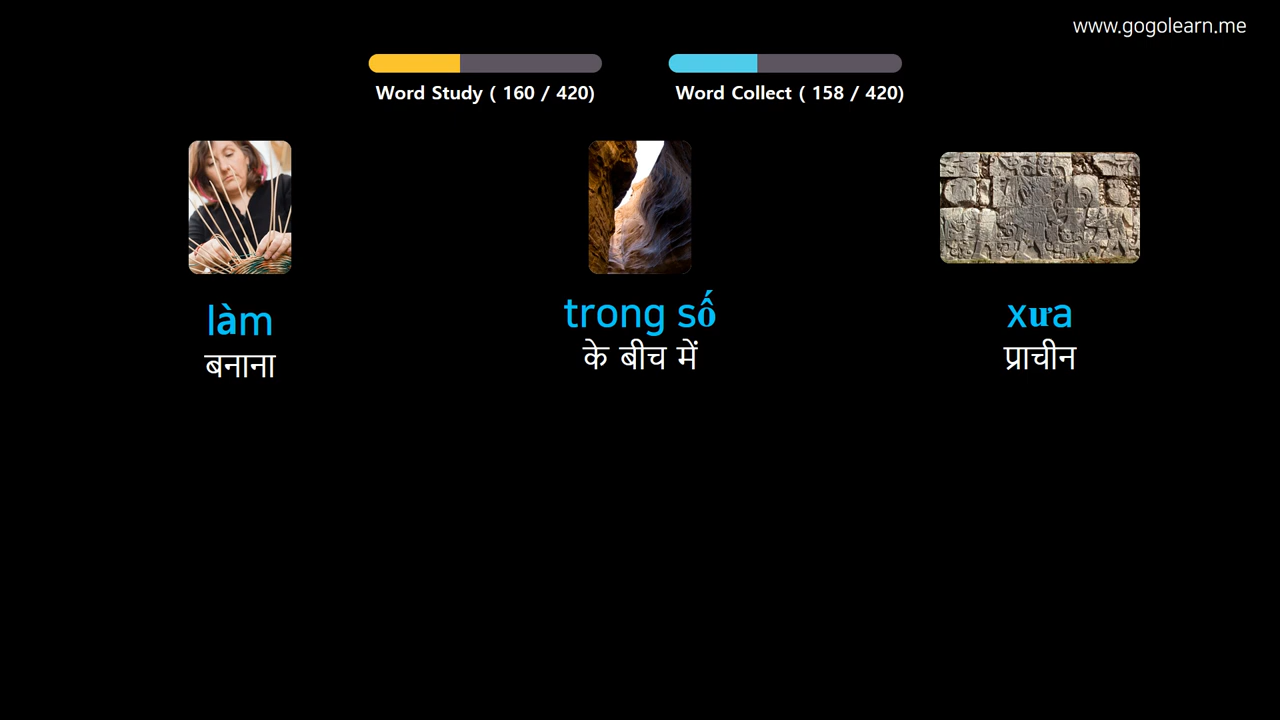 www.gogolearn.me
Word Study ( 160 / 420)
Word Collect ( 158 / 420)
làm
बनाना
trong số
के बीच में
xưa
प्राचीन